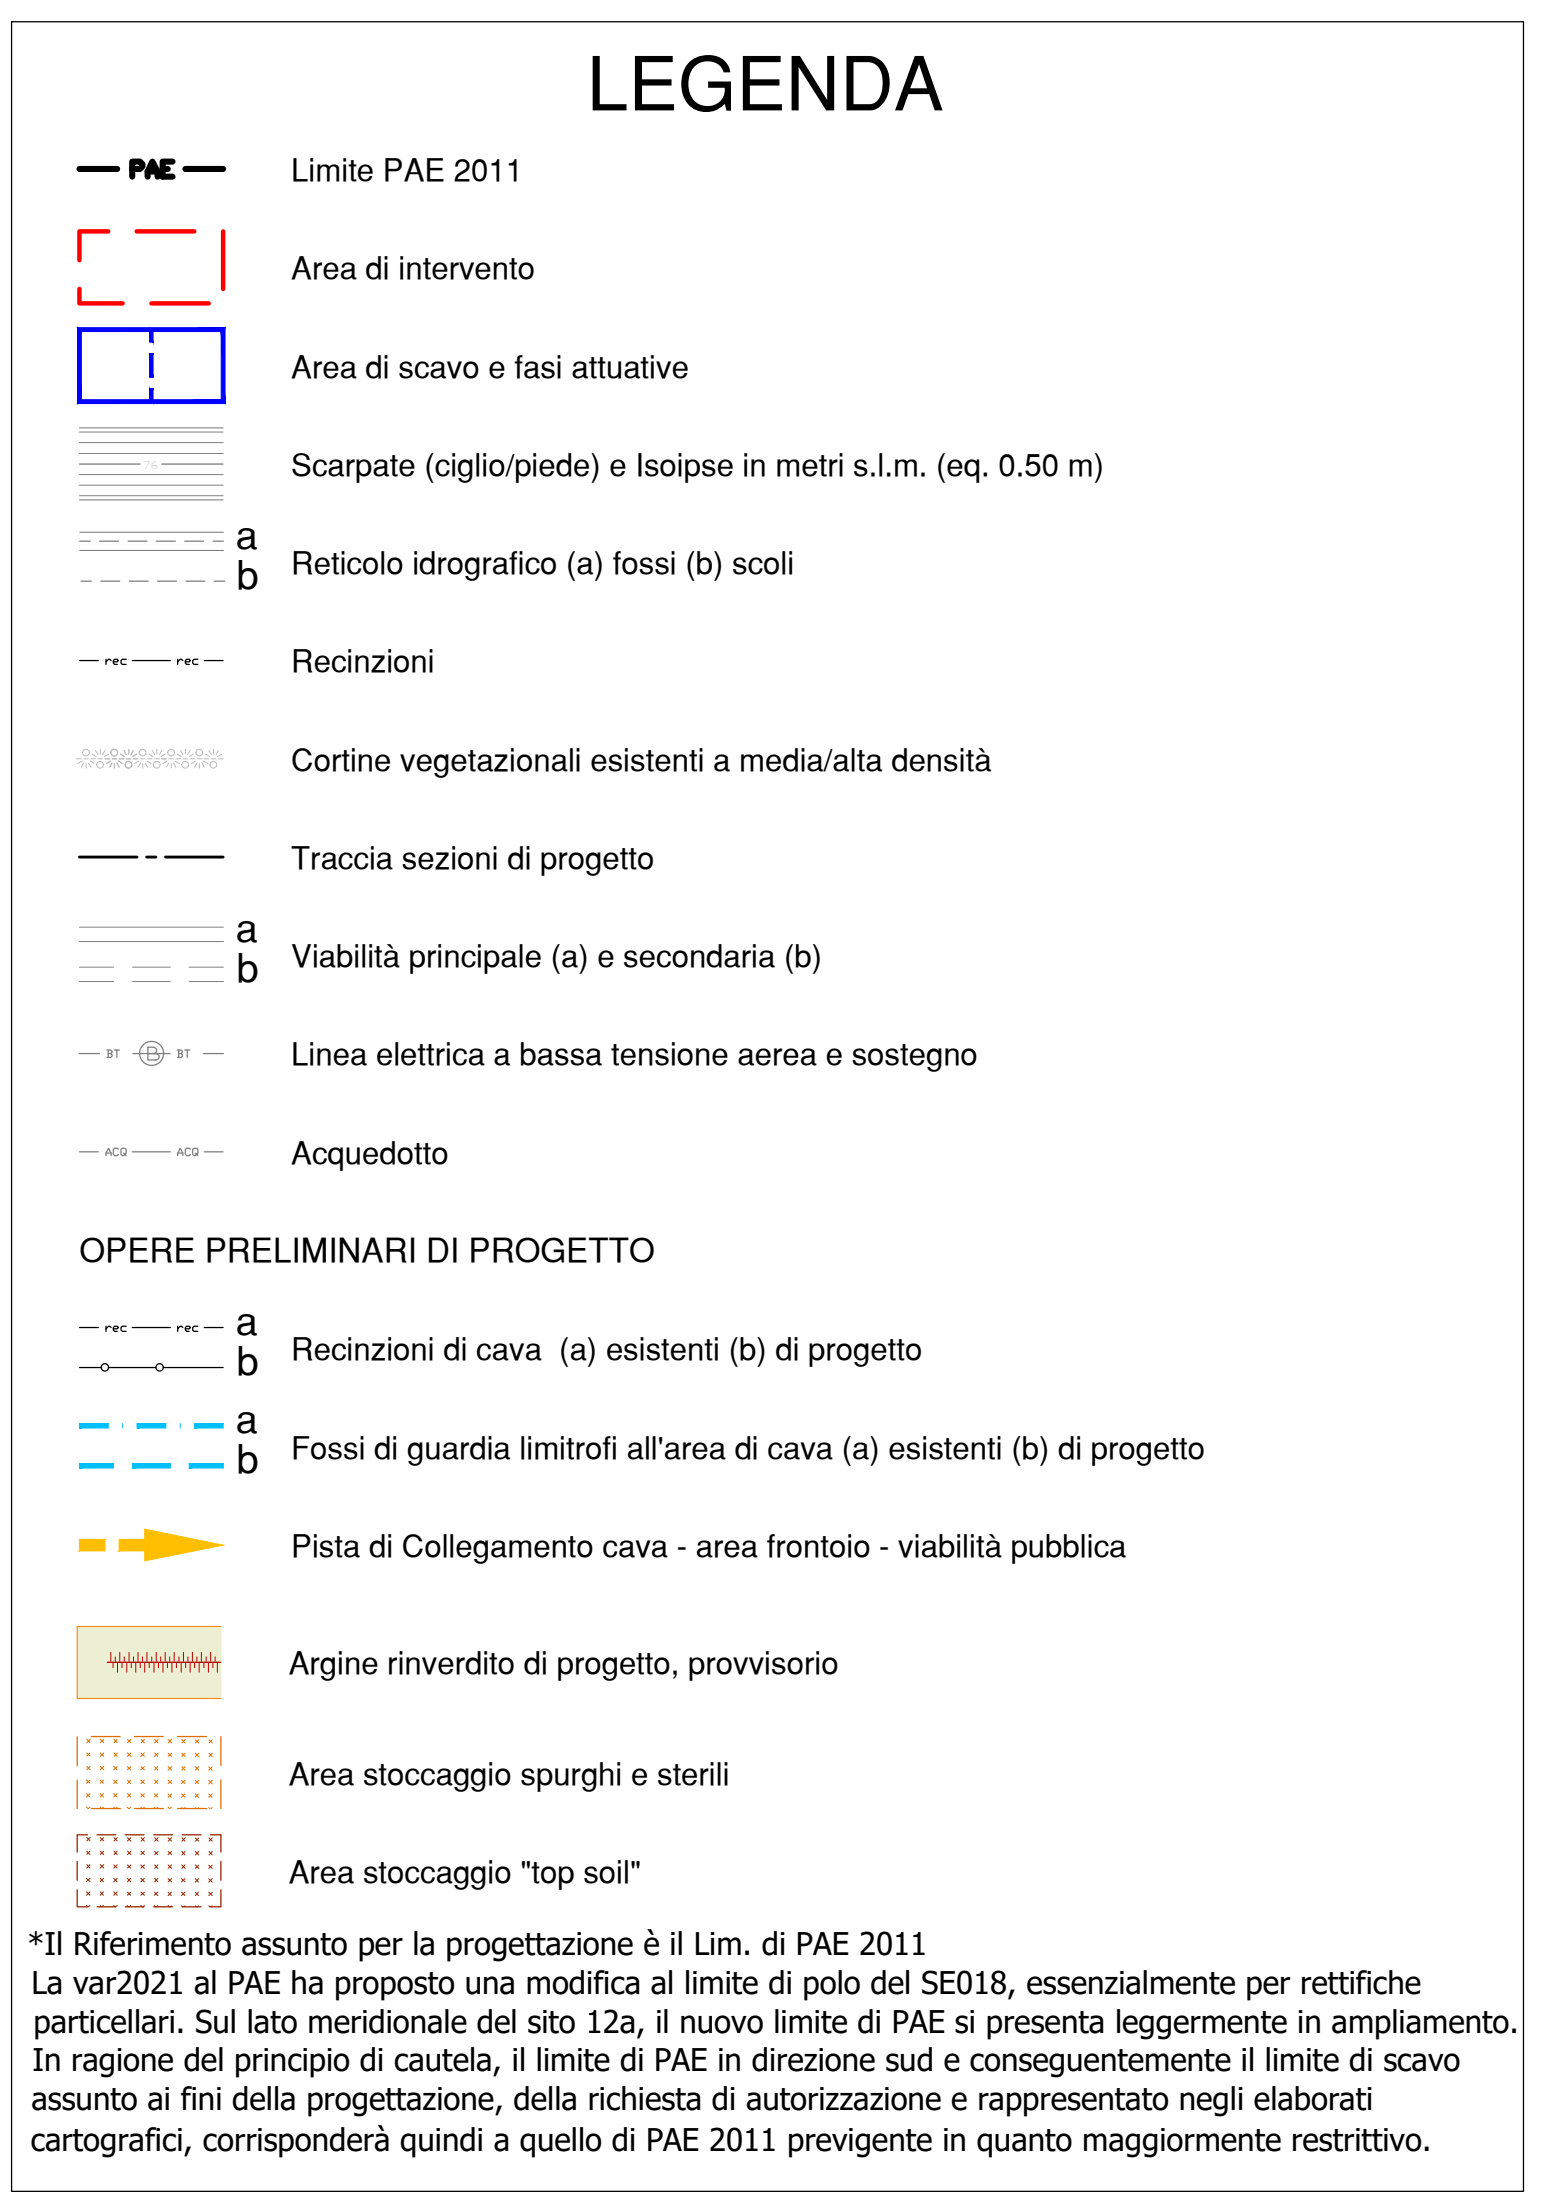 LEGENDA
PAE Limite PAE 2011
Area di intervento
Area di scavo e fasi attuative
76 Scarpate (ciglio/piede) e Isoipse in metri s.l.m. (eq. 0.50 m)
a
b Reticolo idrografico (a) fossi (b) scoli
rec rec Recinzioni
Cortine vegetazionali esistenti a media/alta densità
Traccia sezioni di progetto
a
b Viabilità principale (a) e secondaria (b)
BT B BT Linea elettrica a bassa tensione aerea e sostegno
ACQ ACQ Acquedotto
OPERE PRELIMINARI DI PROGETTO
rec rec a
b Recinzioni di cava (a) esistenti (b) di progetto
a
b Fossi di guardia limitrofi all'area di cava (a) esistenti (b) di progetto
Pista di Collegamento cava - area frontoio - viabilità pubblica
Argine rinverdito di progetto, provvisorio
Area stoccaggio spurghi e sterili
Area stoccaggio "top soil"
*Il Riferimento assunto per la progettazione è il Lim. di PAE 2011
La var2021 al PAE ha proposto una modifica al limite di polo del SE018, essenzialmente per rettifiche
particellari. Sul lato meridionale del sito 12a, il nuovo limite di PAE si presenta leggermente in ampliamento.
In ragione del principio di cautela, il limite di PAE in direzione sud e conseguentemente il limite di scavo
assunto ai fini della progettazione, della richiesta di autorizzazione e rappresentato negli elaborati
cartografici, corrisponderà quindi a quello di PAE 2011 previgente in quanto maggiormente restrittivo.